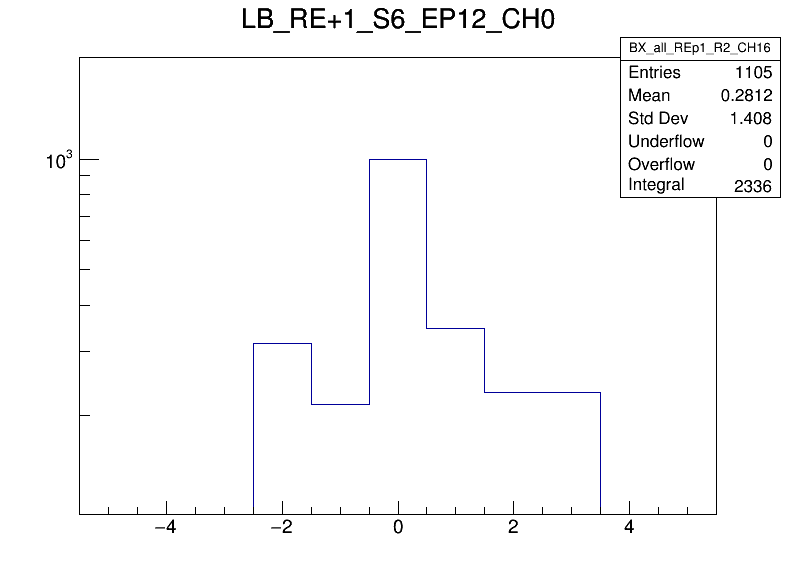 LB_RE+1_S6_EP12_CH0
BX_all_REp1_R2_CH16
Entries 1105
Mean 0.2812
Std Dev 1.408
Underflow 0
Overflow 0
Integral 2336
10³
−4 −2 0 2 4